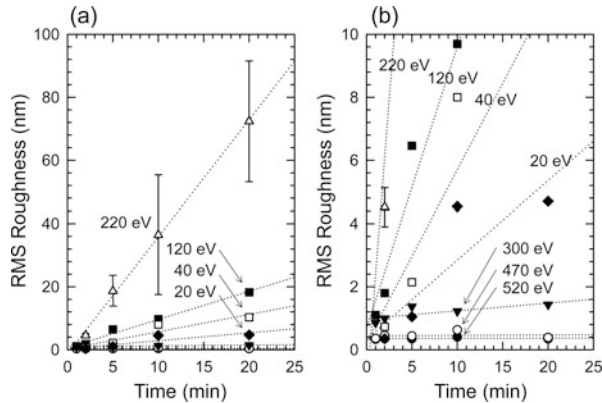 (a)
100
80
60
40
20
0
RMS Roughness (nm)
220 eV
120 eV
40 eV
20 eV
0 5 10 15 20 25
Time (min)
(b)
10
8
6
4
2
0
RMS Roughness (nm)
220 eV
120 eV
40 eV
20 eV
300 eV
470 eV
520 eV
0 5 10 15 20 25
Time (min)